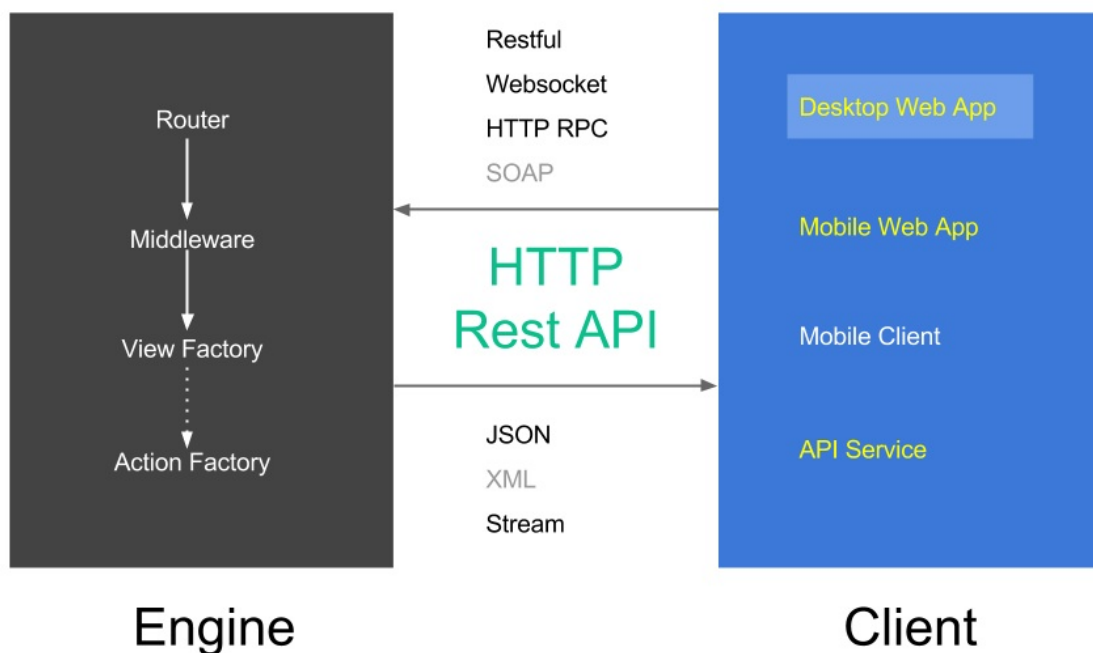 Router
Middleware
View Factory
Action Factory
Restful
Websocket
HTTP RPC
SOAP
HTTP
Rest API
JSON
XML
Stream
Desktop Web App
Mobile Web App
Mobile Client
API Service
Engine
Client